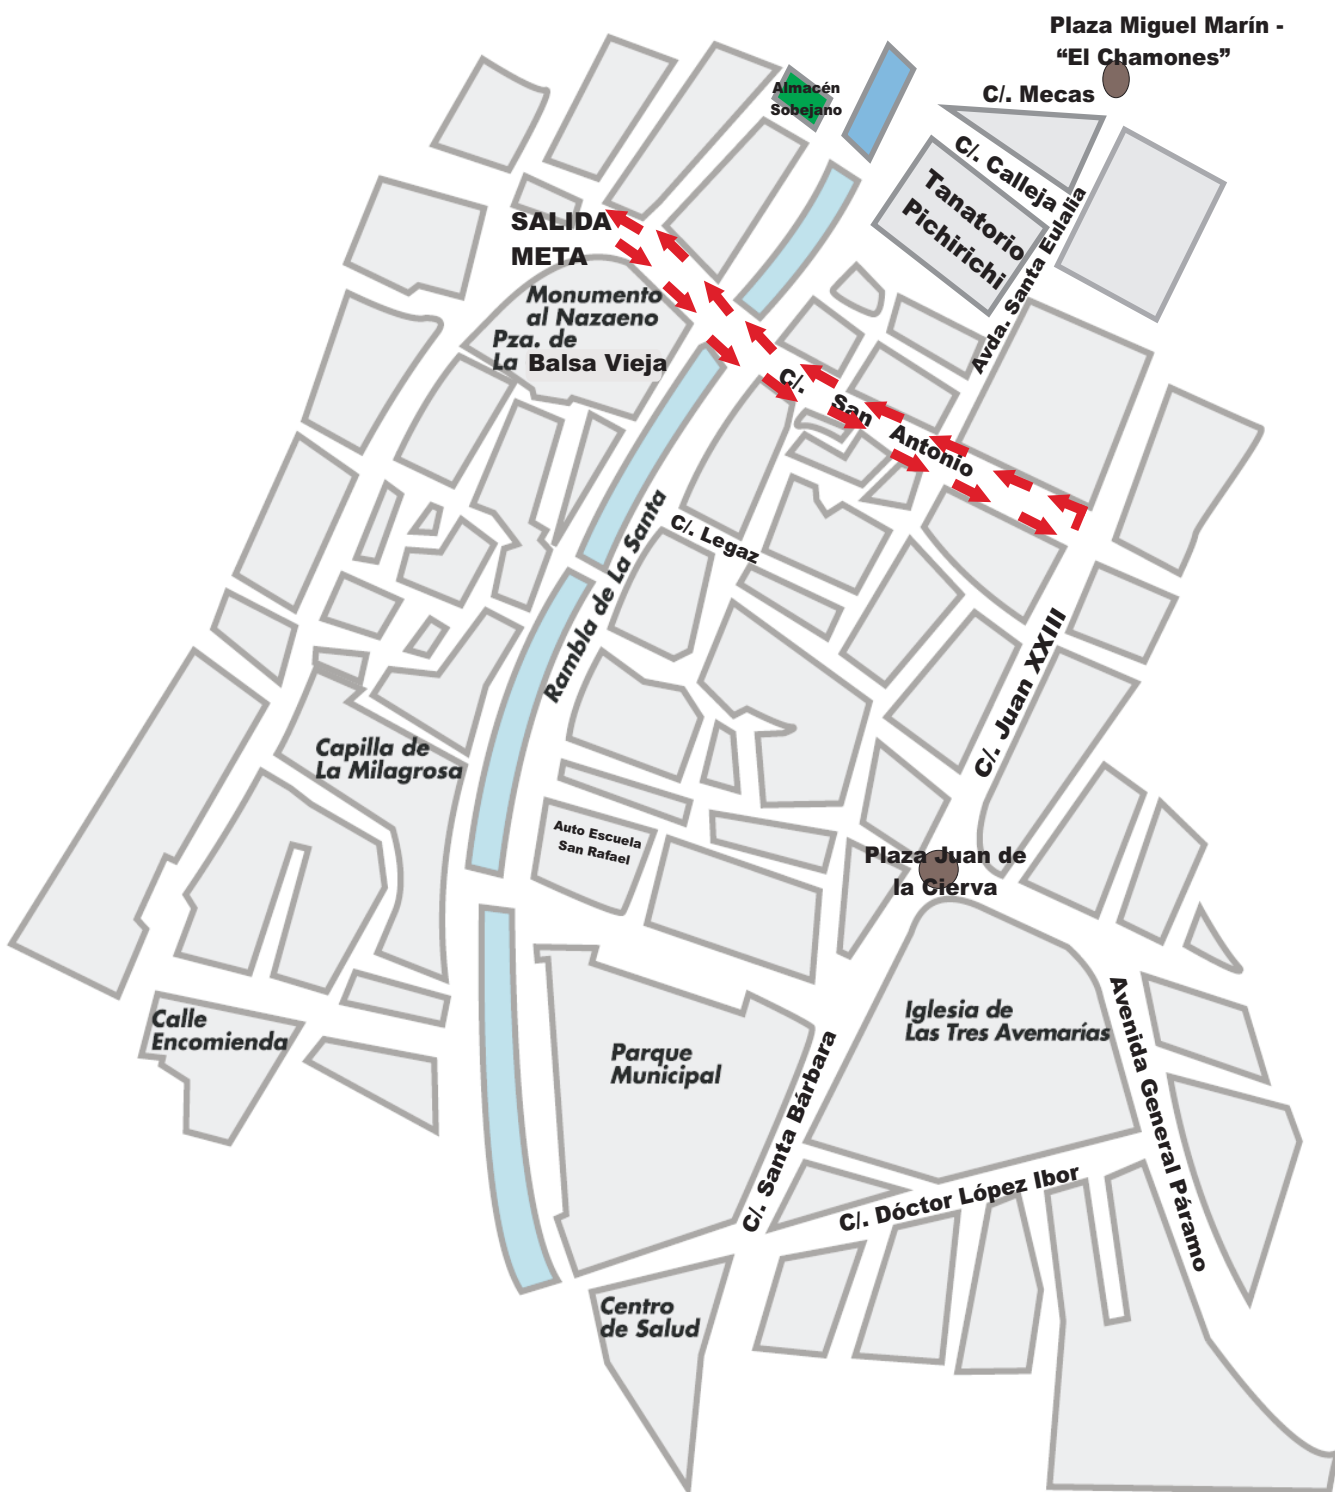 Plaza Miguel Marín -
“El Chamones”
Almacén
Sobejano
C/. Mecas
C/. Calleja
Tanatorio
Pichirichi
Avda. Santa Eulalia
SALIDA
META
Monumento
al Nazaeno
Pza. de
La Balsa Vieja
C/. San Antonio
Rambla de La Santa
C/. Legaz
C/. Juan XXIII
Capilla de
La Milagrosa
Auto Escuela
San Rafael
Plaza Juan de
la Cierva
Calle
Encomienda
Parque
Municipal
Iglesia de
Las Tres Avemarías
Avenida General Páramo
C/. Santa Bárbara
C/. Dóctor López Ibor
Centro
de Salud